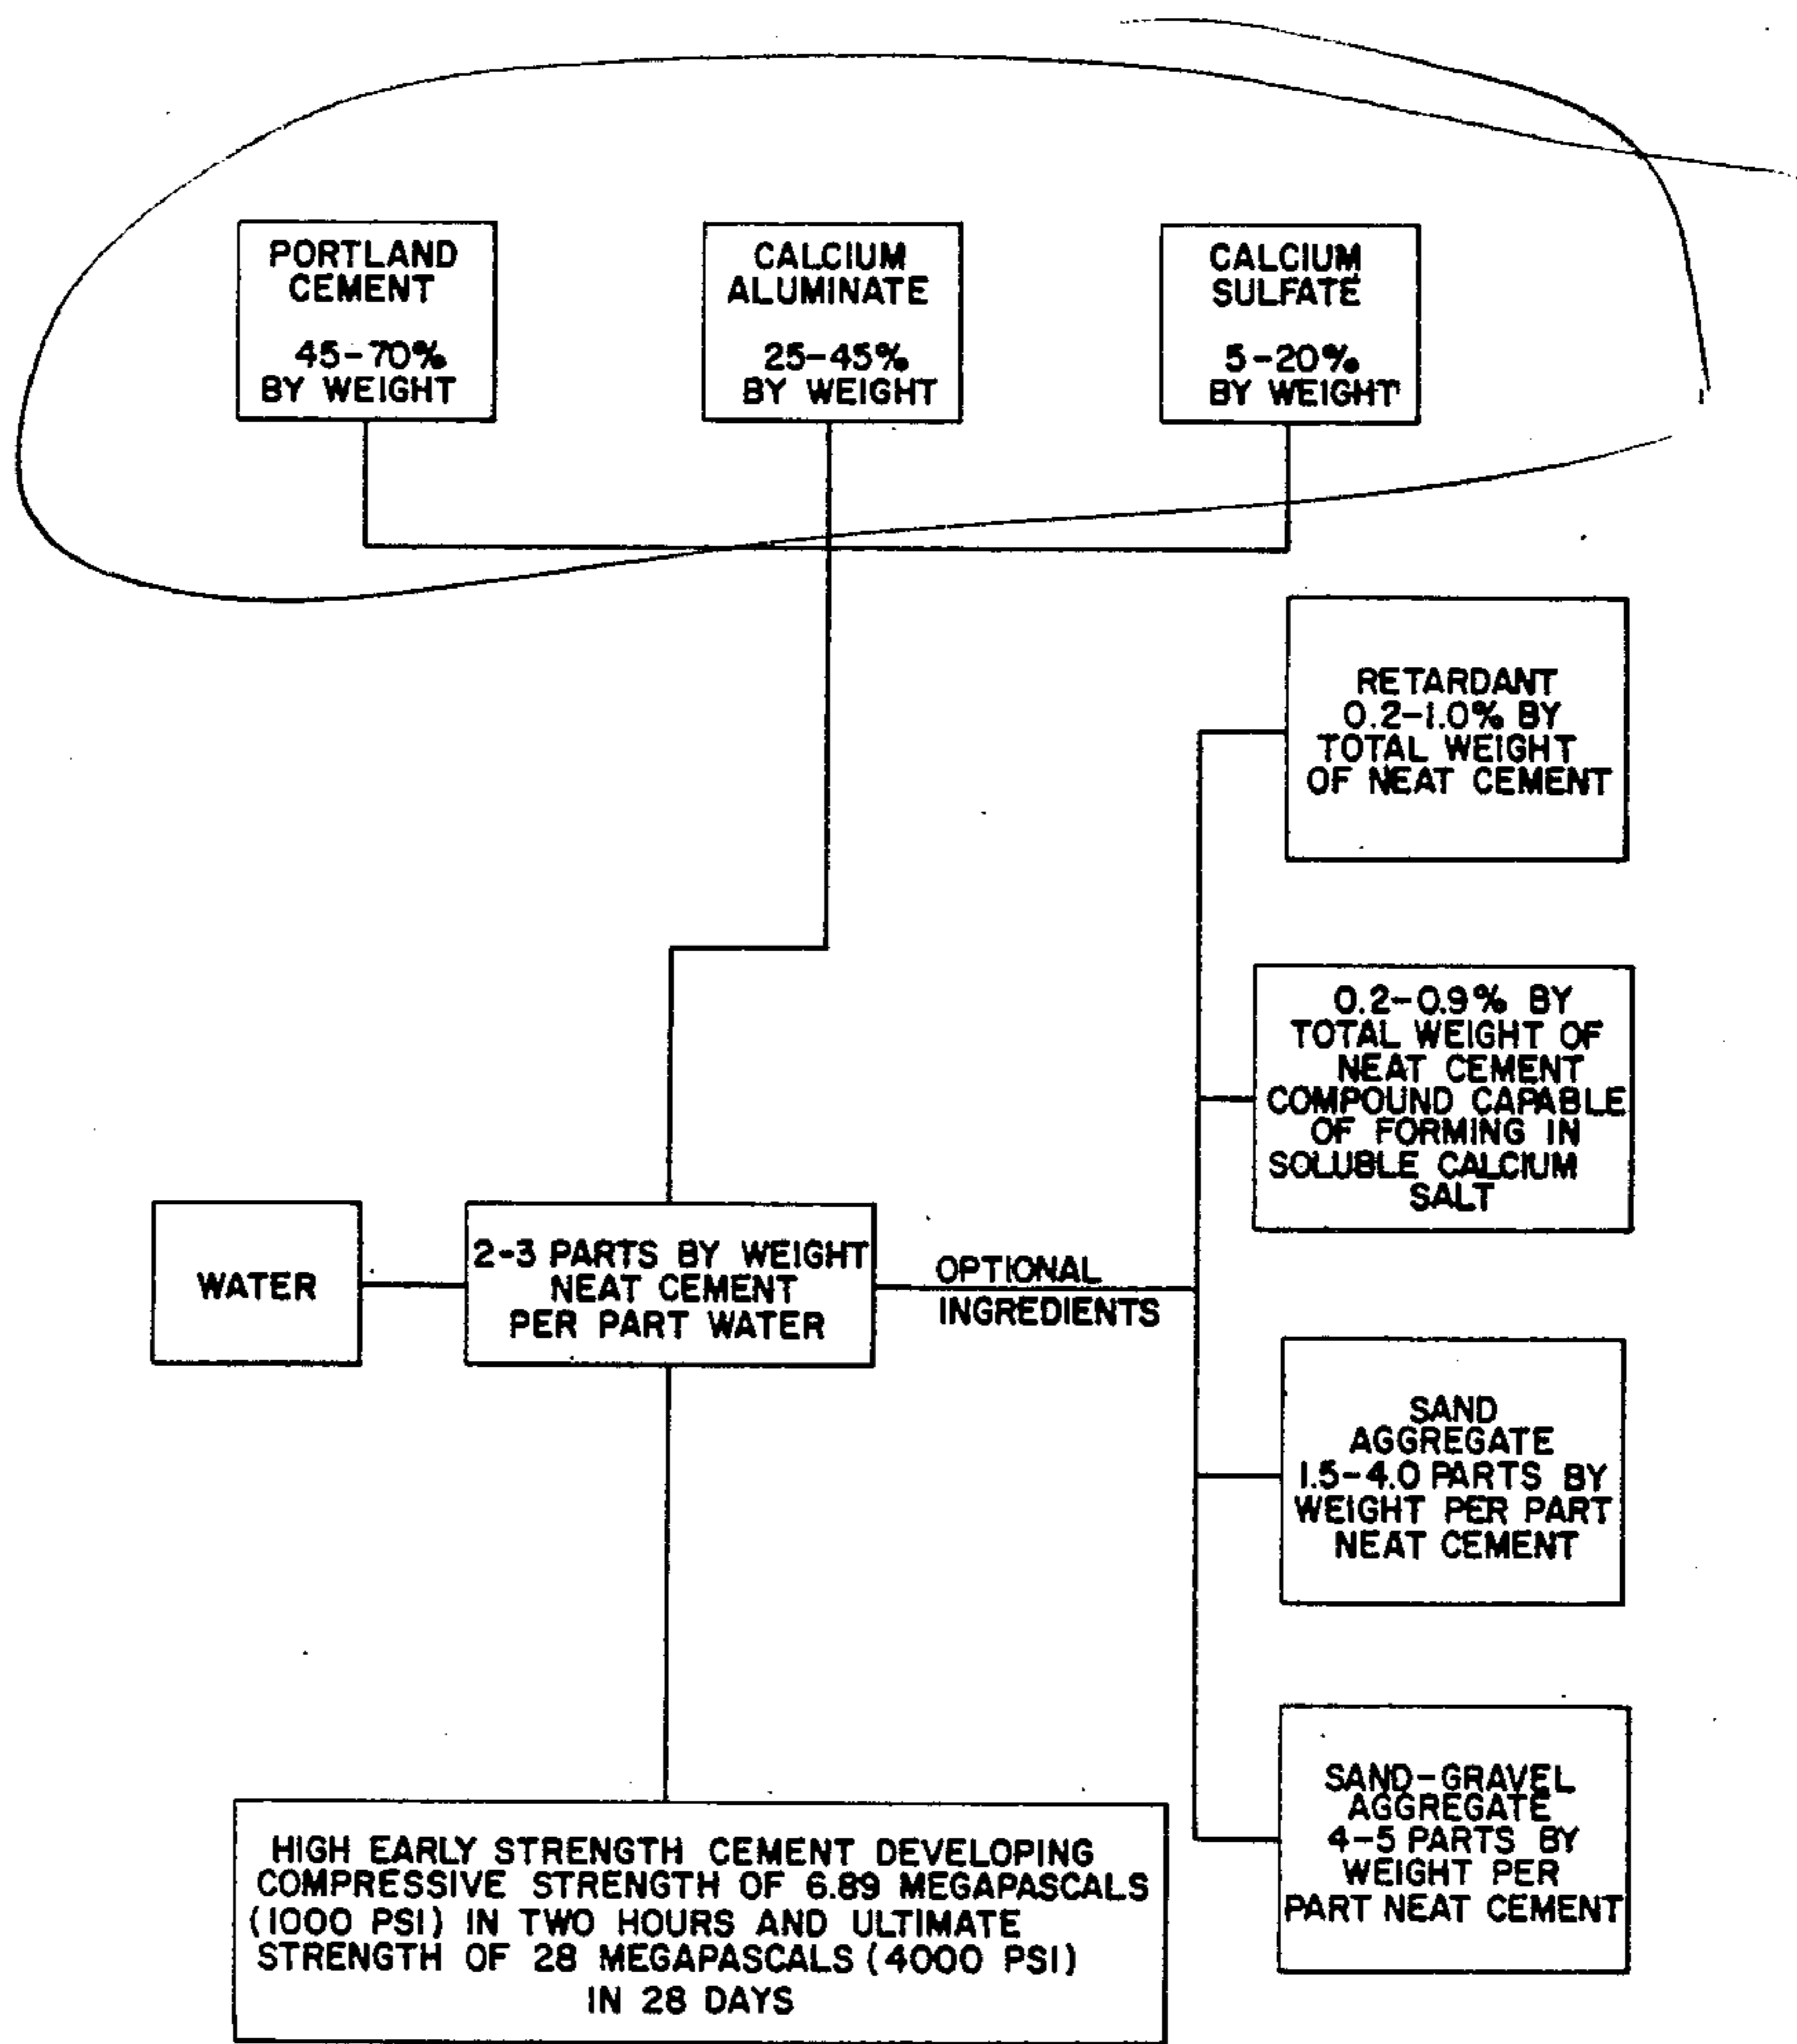 PORTLAND
CEMENT
45-70%
BY WEIGHT
CALCIUM
ALUMINATE
25-45%
BY WEIGHT
CALCIUM
SULFATE
5-20%
BY WEIGHT
RETARDANT
0.2-1.0% BY
TOTAL WEIGHT
OF NEAT CEMENT
0.2-0.9% BY
TOTAL WEIGHT OF
NEAT CEMENT
COMPOUND CAPABLE
OF FORMING IN
SOLUBLE CALCIUM
SALT
WATER
2-3 PARTS BY WEIGHT
NEAT CEMENT
PER PART WATER
OPTIONAL
INGREDIENTS
SAND
AGGREGATE
1.5-4.0 PARTS BY
WEIGHT PER PART
NEAT CEMENT
SAND-GRAVEL
AGGREGATE
4-5 PARTS BY
WEIGHT PER
PART NEAT CEMENT
HIGH EARLY STRENGTH CEMENT DEVELOPING
COMPRESSIVE STRENGTH OF 6.89 MEGAPASCALS
(1000 PSI) IN TWO HOURS AND ULTIMATE
STRENGTH OF 28 MEGAPASCALS (4000 PSI)
IN 28 DAYS